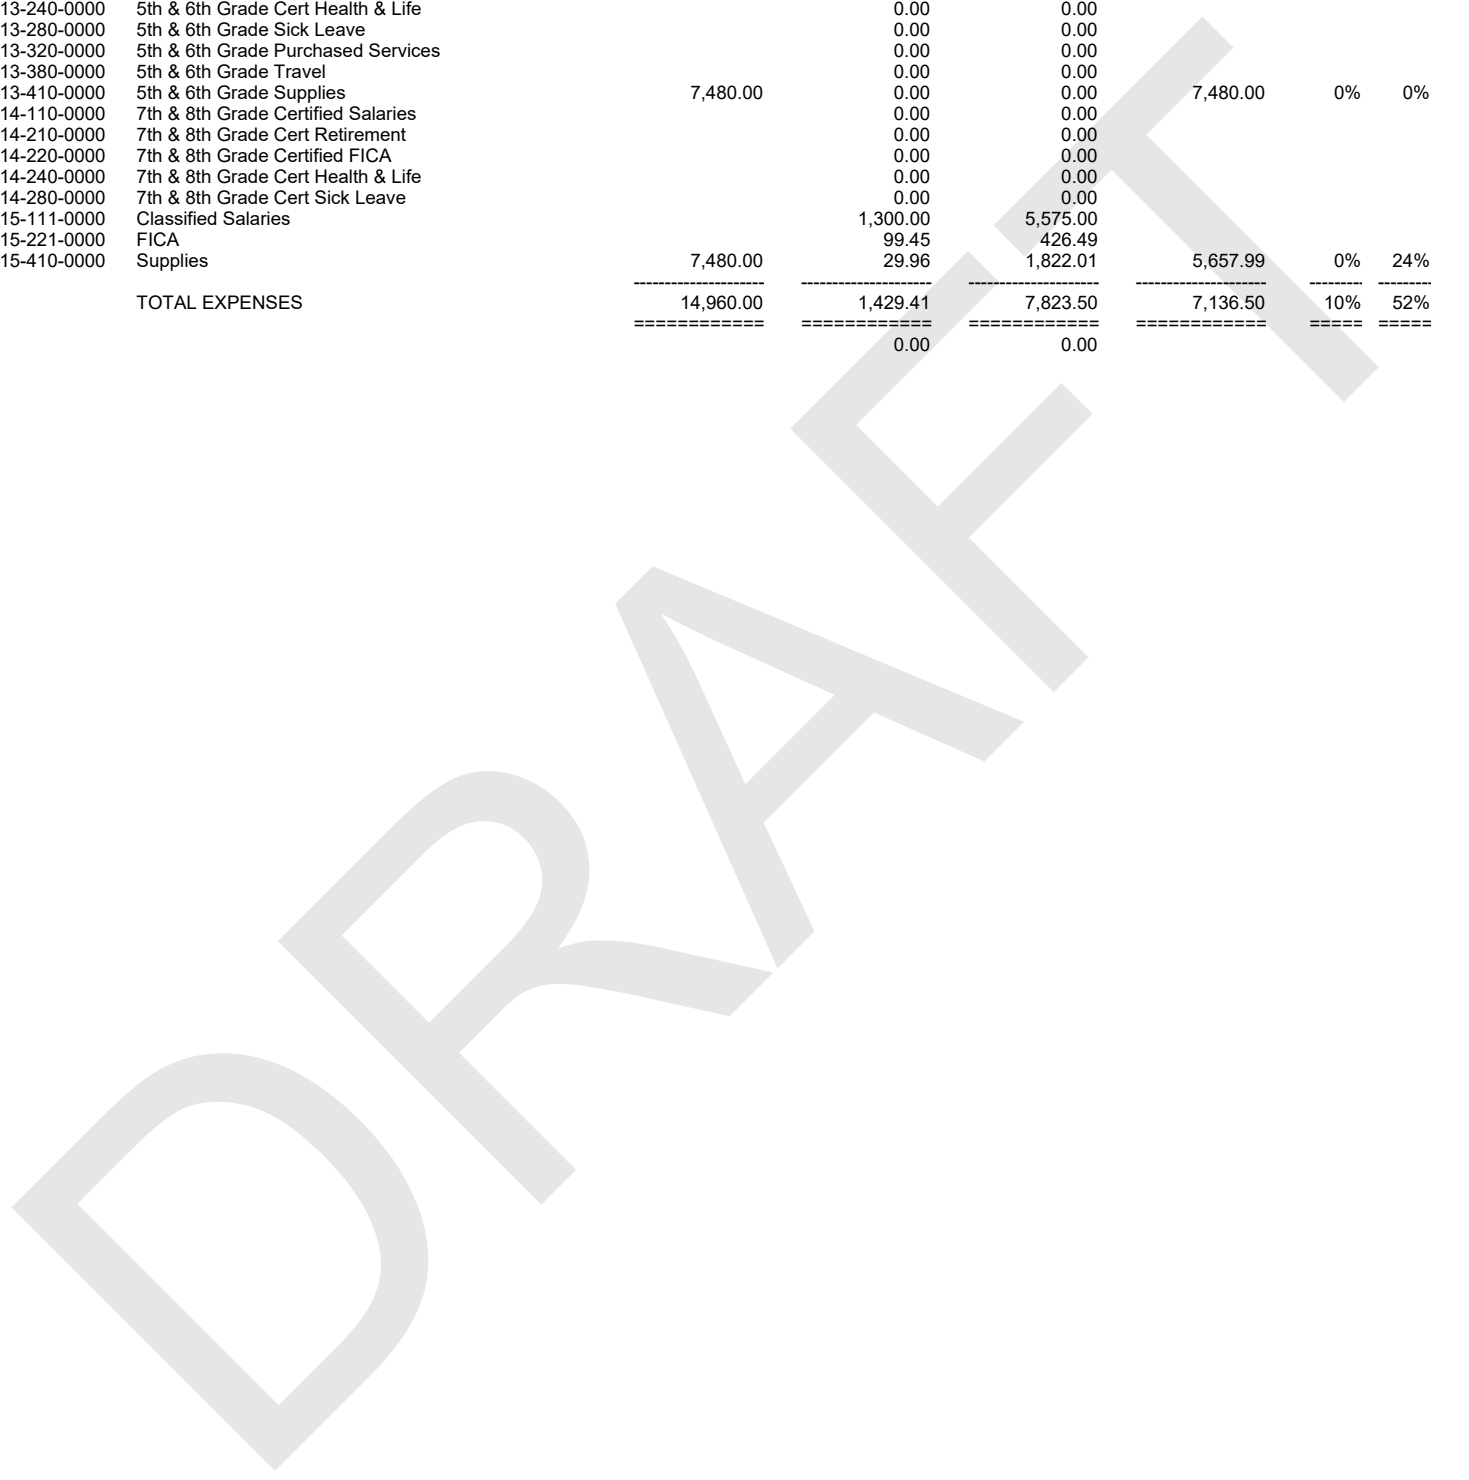 13-240-0000 5th & 6th Grade Cert Health & Life 0.00 0.00
13-280-0000 5th & 6th Grade Sick Leave 0.00 0.00
13-320-0000 5th & 6th Grade Purchased Services 0.00 0.00
13-380-0000 5th & 6th Grade Travel 0.00 0.00
13-410-0000 5th & 6th Grade Supplies 7,480.00 0.00 0.00 7,480.00 0% 0%
14-110-0000 7th & 8th Grade Certified Salaries 0.00 0.00
14-210-0000 7th & 8th Grade Cert Retirement 0.00 0.00
14-220-0000 7th & 8th Grade Certified FICA 0.00 0.00
14-240-0000 7th & 8th Grade Cert Health & Life 0.00 0.00
14-280-0000 7th & 8th Grade Cert Sick Leave 0.00 0.00
15-111-0000 Classified Salaries 1,300.00 5,575.00
15-221-0000 FICA 99.45 426.49
15-410-0000 Supplies 7,480.00 29.96 1,822.01 5,657.99 0% 24%
---------------------- ---------------------- ---------------------- ---------------------- --------- ---------
TOTAL EXPENSES 14,960.00 1,429.41 7,823.50 7,136.50 10% 52%
============ ============ ============ ============ ===== =====
0.00 0.00
DRAFT